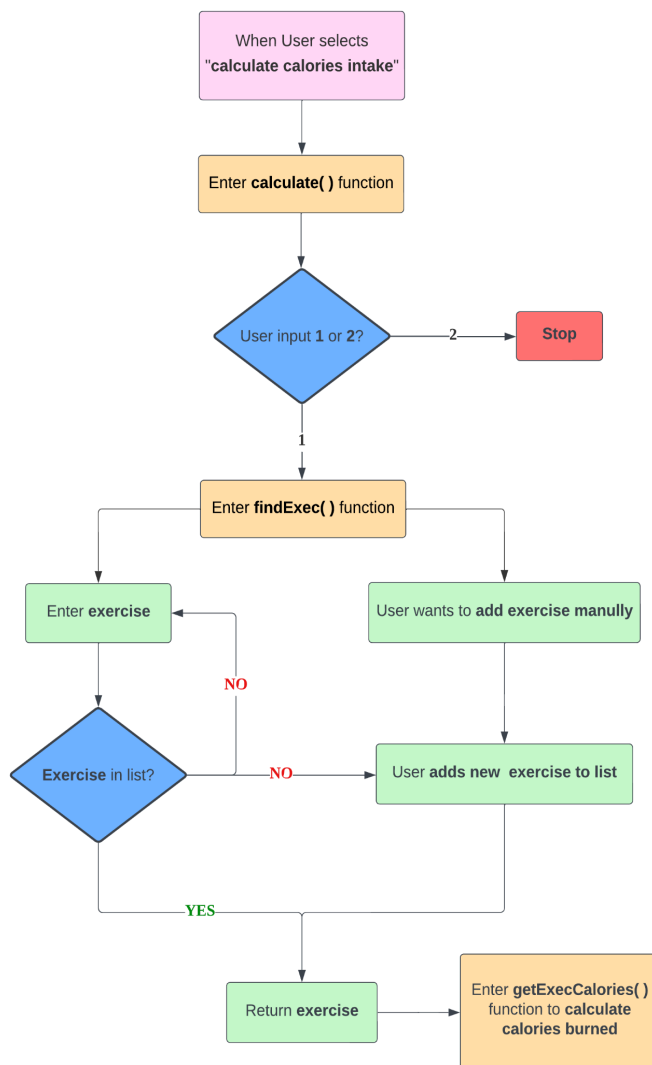 When User selects
"calculate calories intake"
Enter calculate( ) function
User input 1 or 2?
2
Stop
1
Enter findExec( ) function
Enter exercise
User wants to add exercise manully
NO
Exercise in list?
NO
User adds new  exercise to list
YES
Return exercise
Enter getExecCalories( )
function to calculate
calories burned